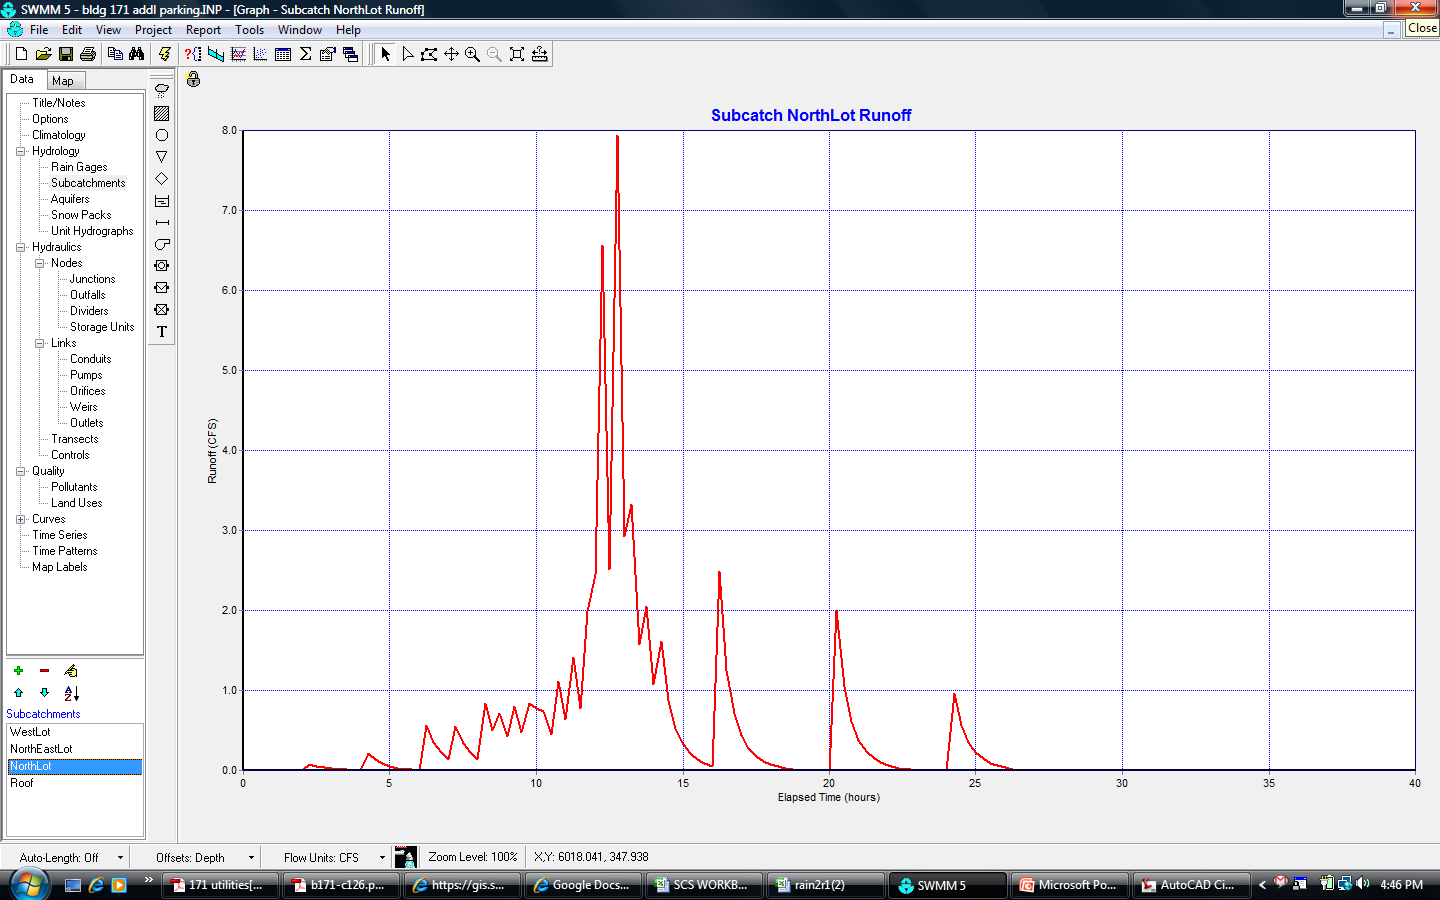 SWMM 5 - bldg 171 addl parking.INP - [Graph - Subcatch NorthLot Runoff]
File Edit View Project Report Tools Window Help
Close
Data Map
Title/Notes
Options
Climatology
Hydrology
Rain Gages
Subcatchments
Aquifers
Snow Packs
Unit Hydrographs
Hydraulics
Nodes
Junctions
Outfalls
Dividers
Storage Units
Links
Conduits
Pumps
Orifices
Weirs
Outlets
Transects
Controls
Quality
Pollutants
Land Uses
Curves
Time Series
Time Patterns
Map Labels
T
Subcatchments
WestLot
NorthEastLot
NorthLot
Roof
Subcatch NorthLot Runoff
8.0
7.0
6.0
5.0
4.0
3.0
2.0
1.0
0.0
Runoff (CFS)
0 5 10 15 20 25 30 35 40
Elapsed Time (hours)
Auto-Length: Off Offsets: Depth Flow Units: CFS Zoom Level: 100% X,Y: 6018.041, 347.938
171 utilities[... b171-c126.p... https://gis.s... Google Docs... SCS WORKB... rain2r1(2) SWMM 5 Microsoft Po... AutoCAD Ci... 4:46 PM